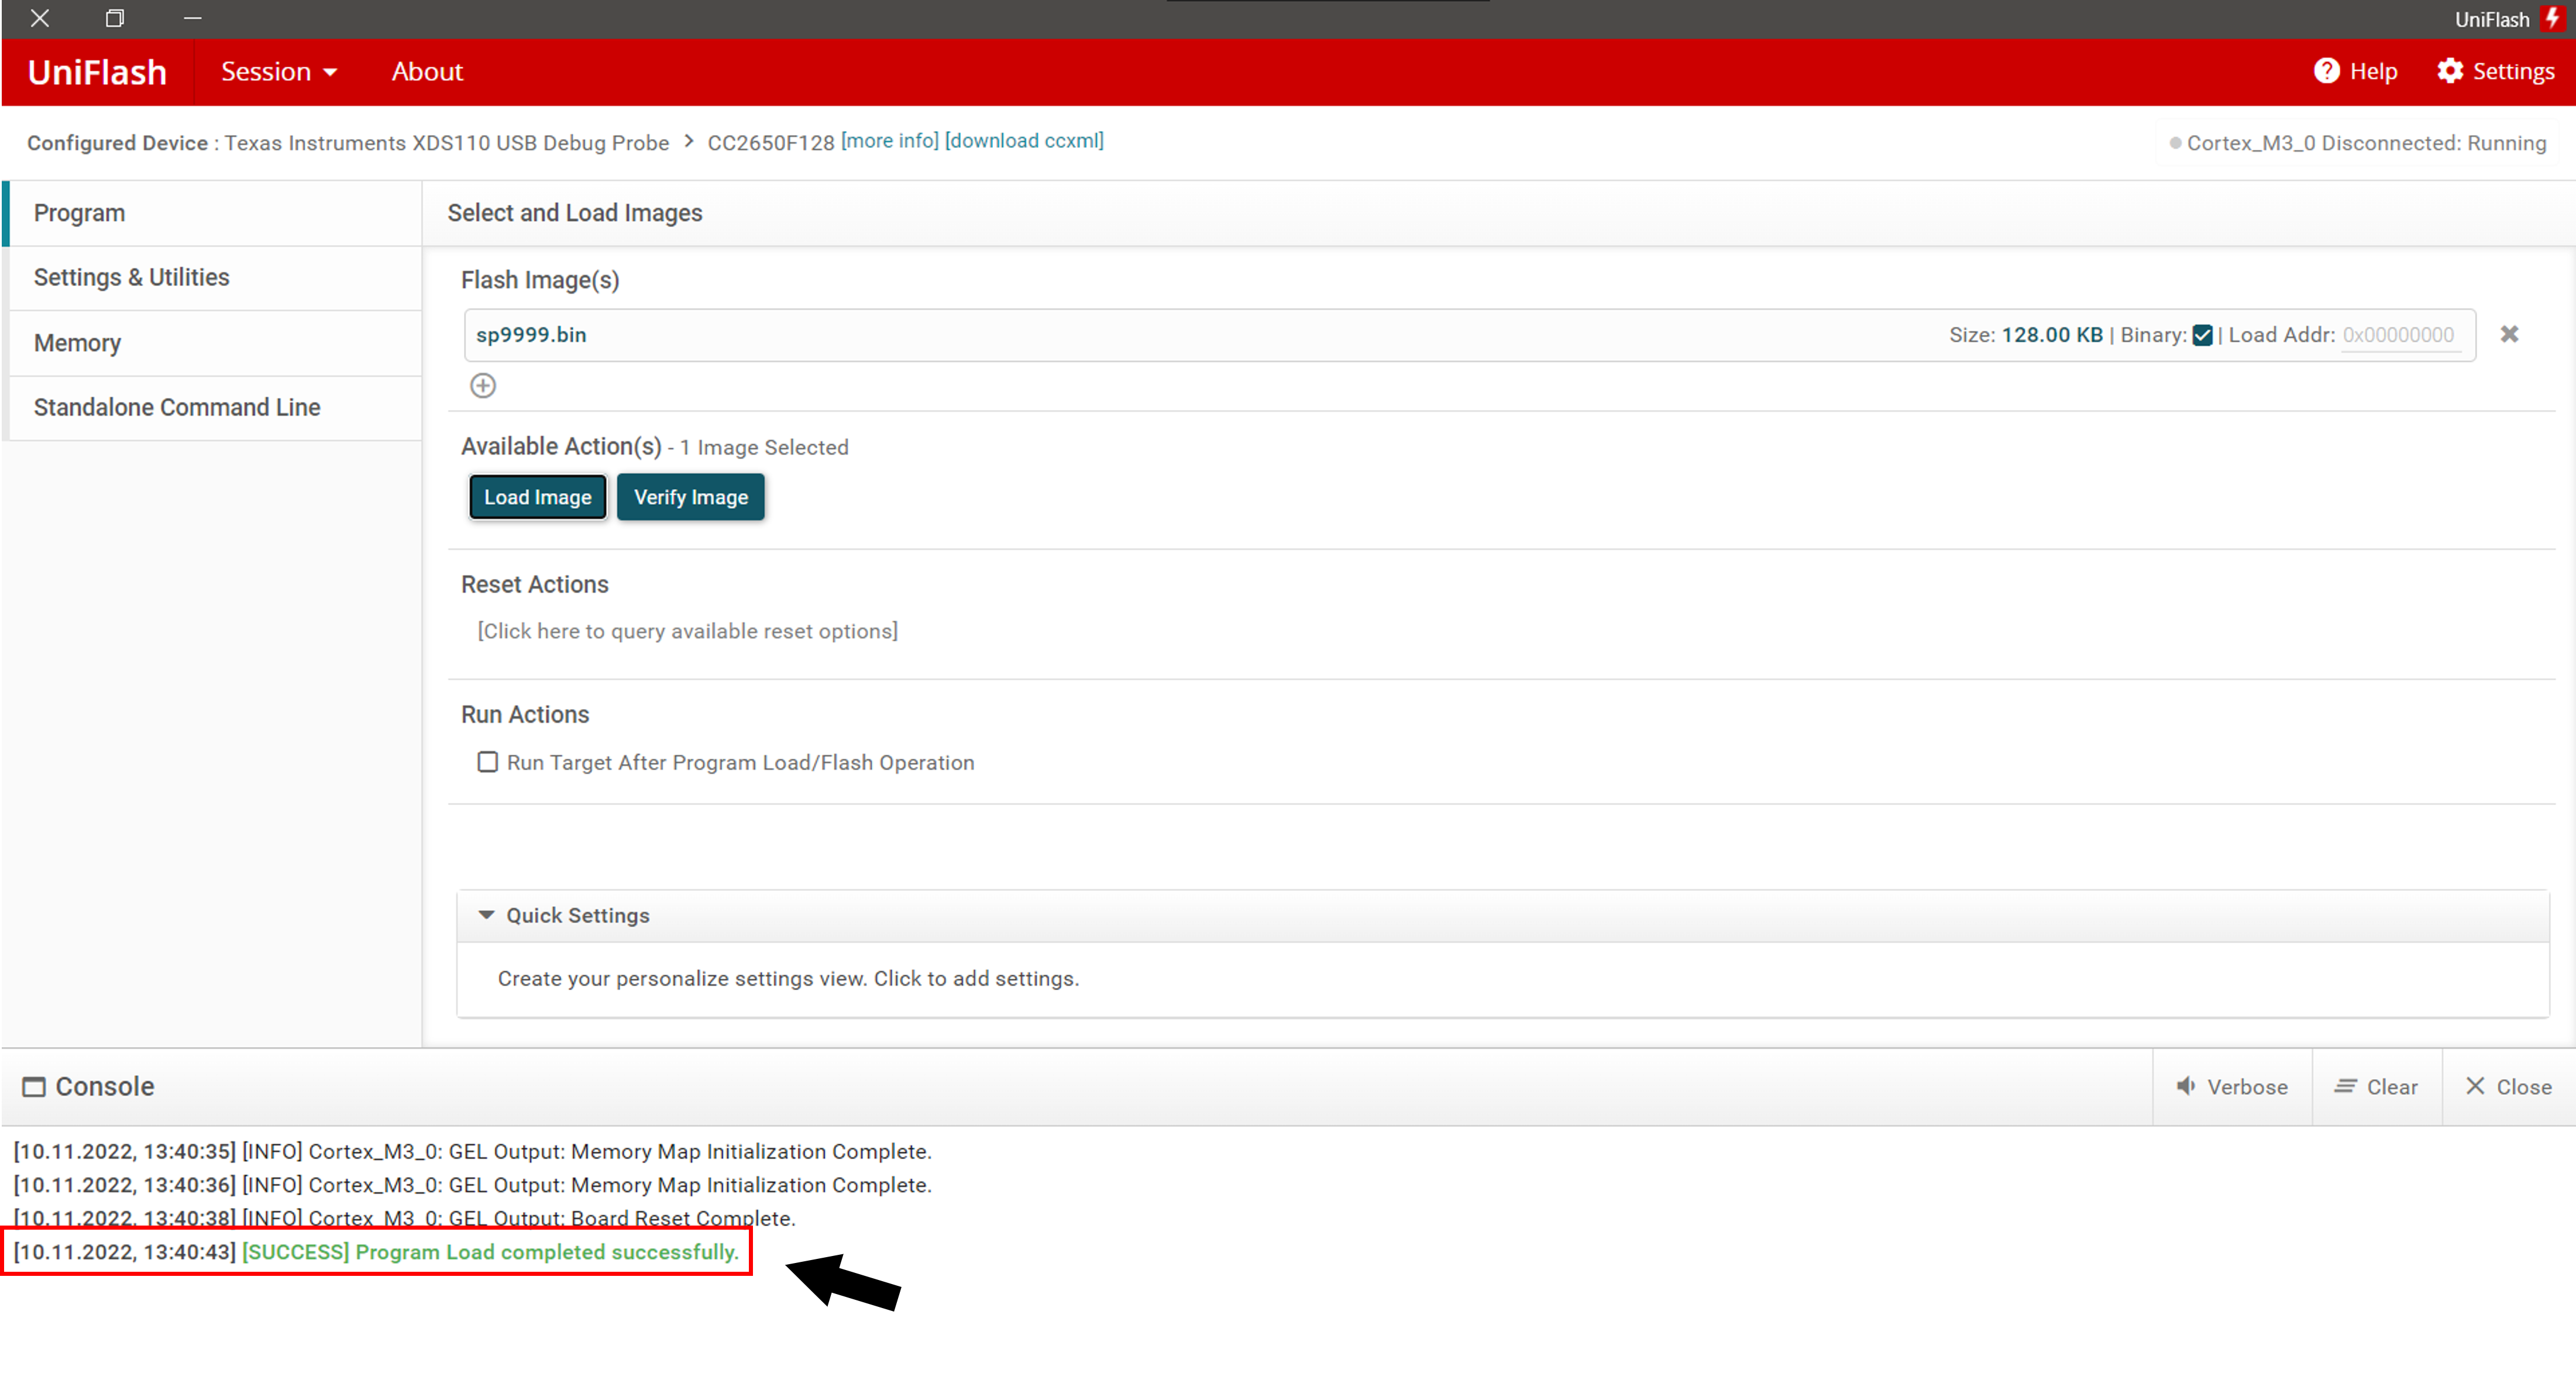 UniFlash
UniFlash Session About Help Settings
Configured Device : Texas Instruments XDS110 USB Debug Probe > CC2650F128 [more info] [download ccxml] Cortex_M3_0 Disconnected: Running
Program
Settings & Utilities
Memory
Standalone Command Line
Select and Load Images
Flash Image(s)
sp9999.bin Size: 128.00 KB | Binary: | Load Addr: 0x00000000
Available Action(s) - 1 Image Selected
Load Image Verify Image
Reset Actions
[Click here to query available reset options]
Run Actions
Run Target After Program Load/Flash Operation
Quick Settings
Create your personalize settings view. Click to add settings.
Console Verbose Clear Close
[10.11.2022, 13:40:35] [INFO] Cortex_M3_0: GEL Output: Memory Map Initialization Complete.
[10.11.2022, 13:40:36] [INFO] Cortex_M3_0: GEL Output: Memory Map Initialization Complete.
[10.11.2022, 13:40:38] [INFO] Cortex_M3_0: GEL Output: Board Reset Complete.
[10.11.2022, 13:40:43] [SUCCESS] Program Load completed successfully.